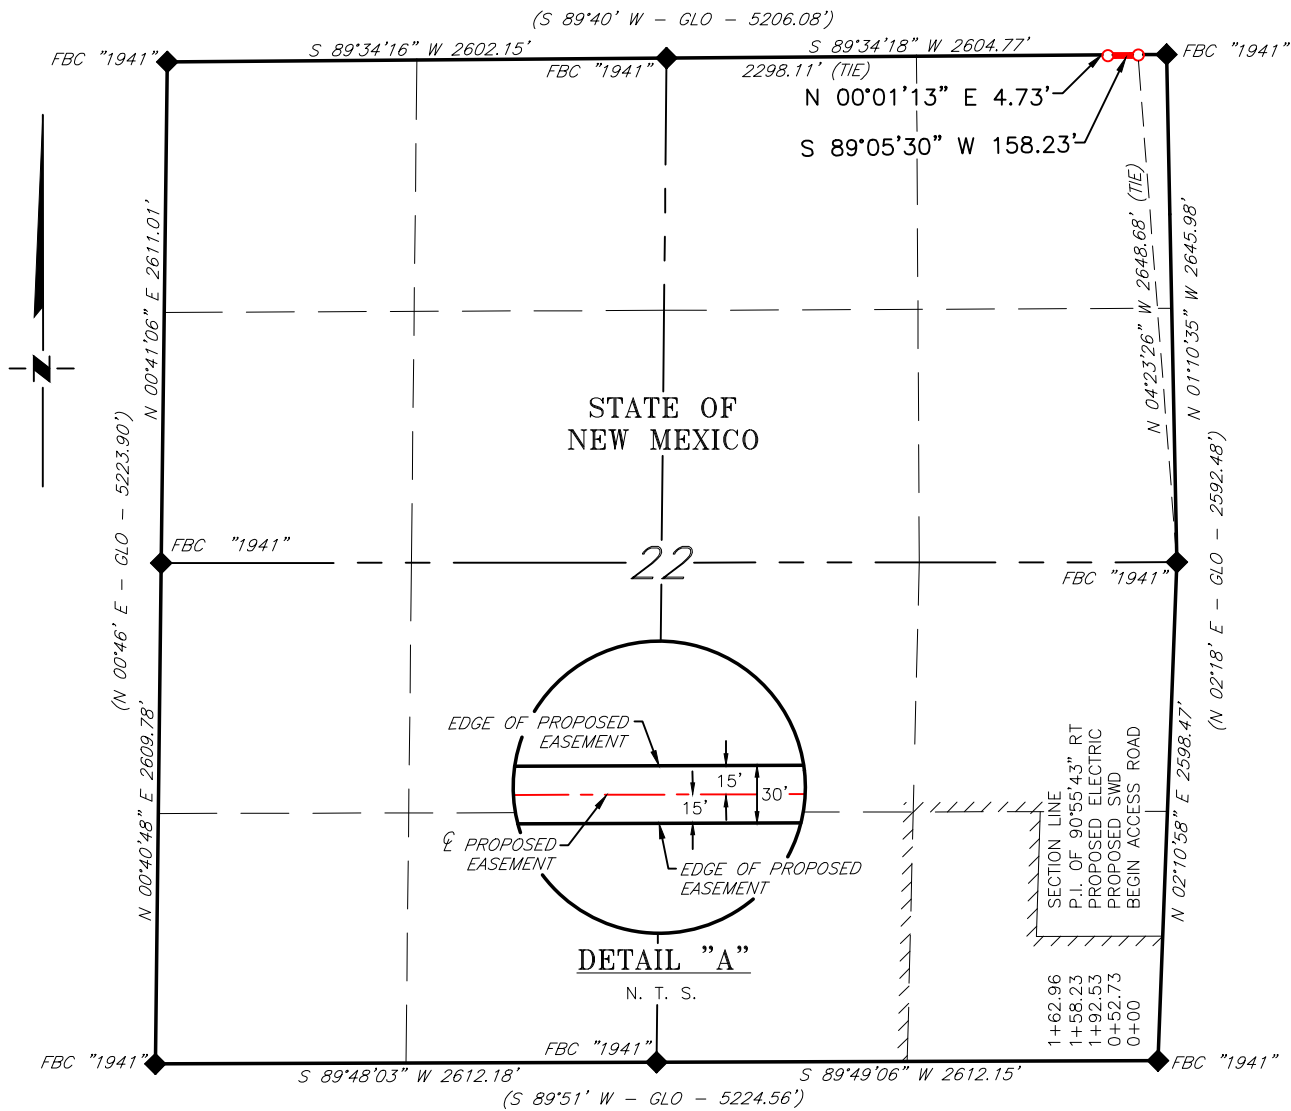 (S 89°40' W - GLO - 5206.08')
S 89°34'16" W 2602.15'
S 89°34'18" W 2604.77'
FBC "1941"
FBC "1941"
FBC "1941"
2298.11' (TIE)
N 00°01'13" E 4.73'
S 89°05'30" W 158.23'
N 00°41'06" E 2611.01'
N 04°23'26" W 2648.68' (TIE)
N 01°10'35" W 2645.98'
N
STATE OF
NEW MEXICO
(N 00°46' E - GLO - 5223.90')
(N 02°18' E - GLO - 2592.48')
FBC "1941"
22
FBC "1941"
N 00°40'48" E 2609.78'
N 02°10'58" E 2598.47'
EDGE OF PROPOSED
EASEMENT
15'
30'
15'
℄ PROPOSED
EASEMENT
EDGE OF PROPOSED
EASEMENT
DETAIL "A"
N. T. S.
1+62.96 SECTION LINE
1+58.23 P.I. OF 90°55'43" RT
1+92.53 PROPOSED ELECTRIC
0+52.73 PROPOSED SWD
0+00 BEGIN ACCESS ROAD
FBC "1941"
FBC "1941"
FBC "1941"
S 89°48'03" W 2612.18'
S 89°49'06" W 2612.15'
(S 89°51' W - GLO - 5224.56')